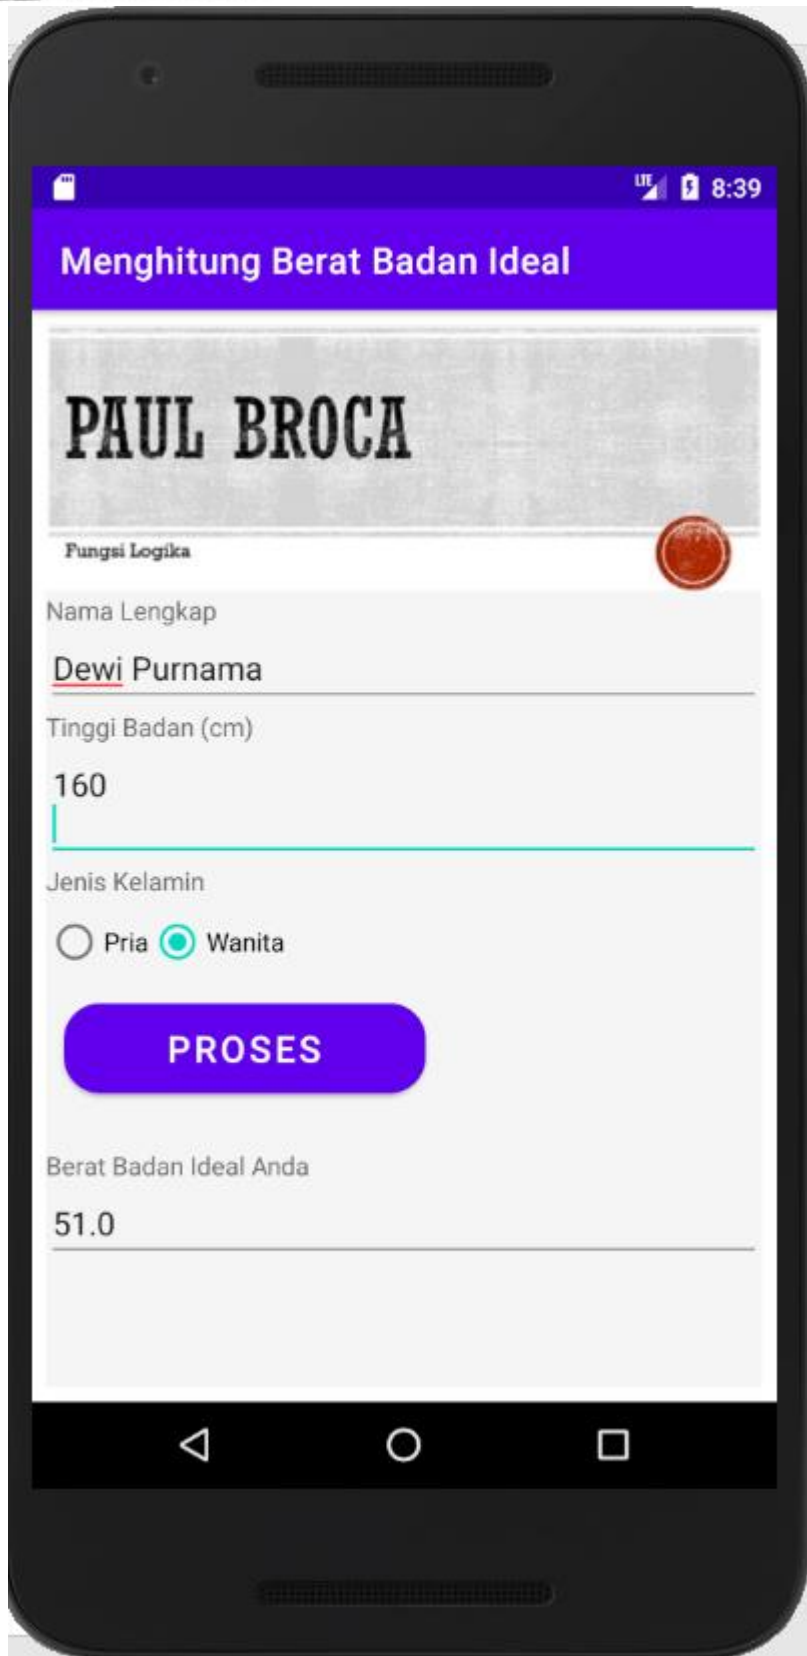 LTE 8:39
Menghitung Berat Badan Ideal
PAUL BROCA
Fungsi Logika
Nama Lengkap
Dewi Purnama
Tinggi Badan (cm)
160
Jenis Kelamin
Pria Wanita
PROSES
Berat Badan Ideal Anda
51.0